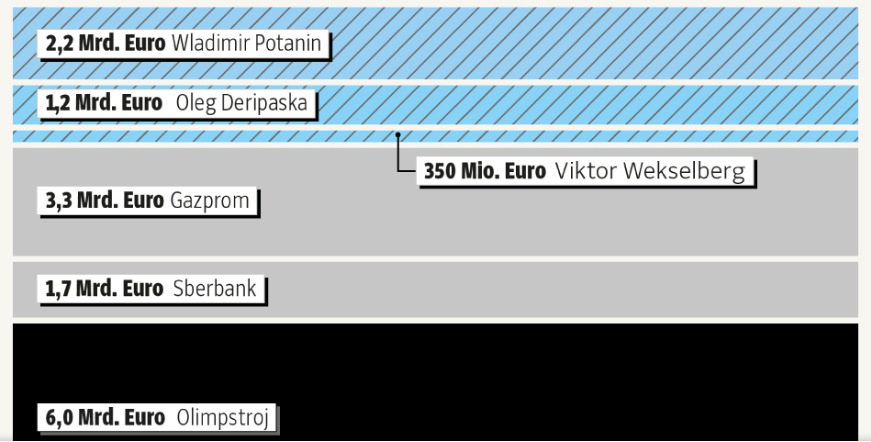 2,2 Mrd. Euro Wladimir Potanin
1,2 Mrd. Euro Oleg Deripaska
350 Mio. Euro Viktor Wekselberg
3,3 Mrd. Euro Gazprom
1,7 Mrd. Euro Sberbank
6,0 Mrd. Euro Olimpstroj